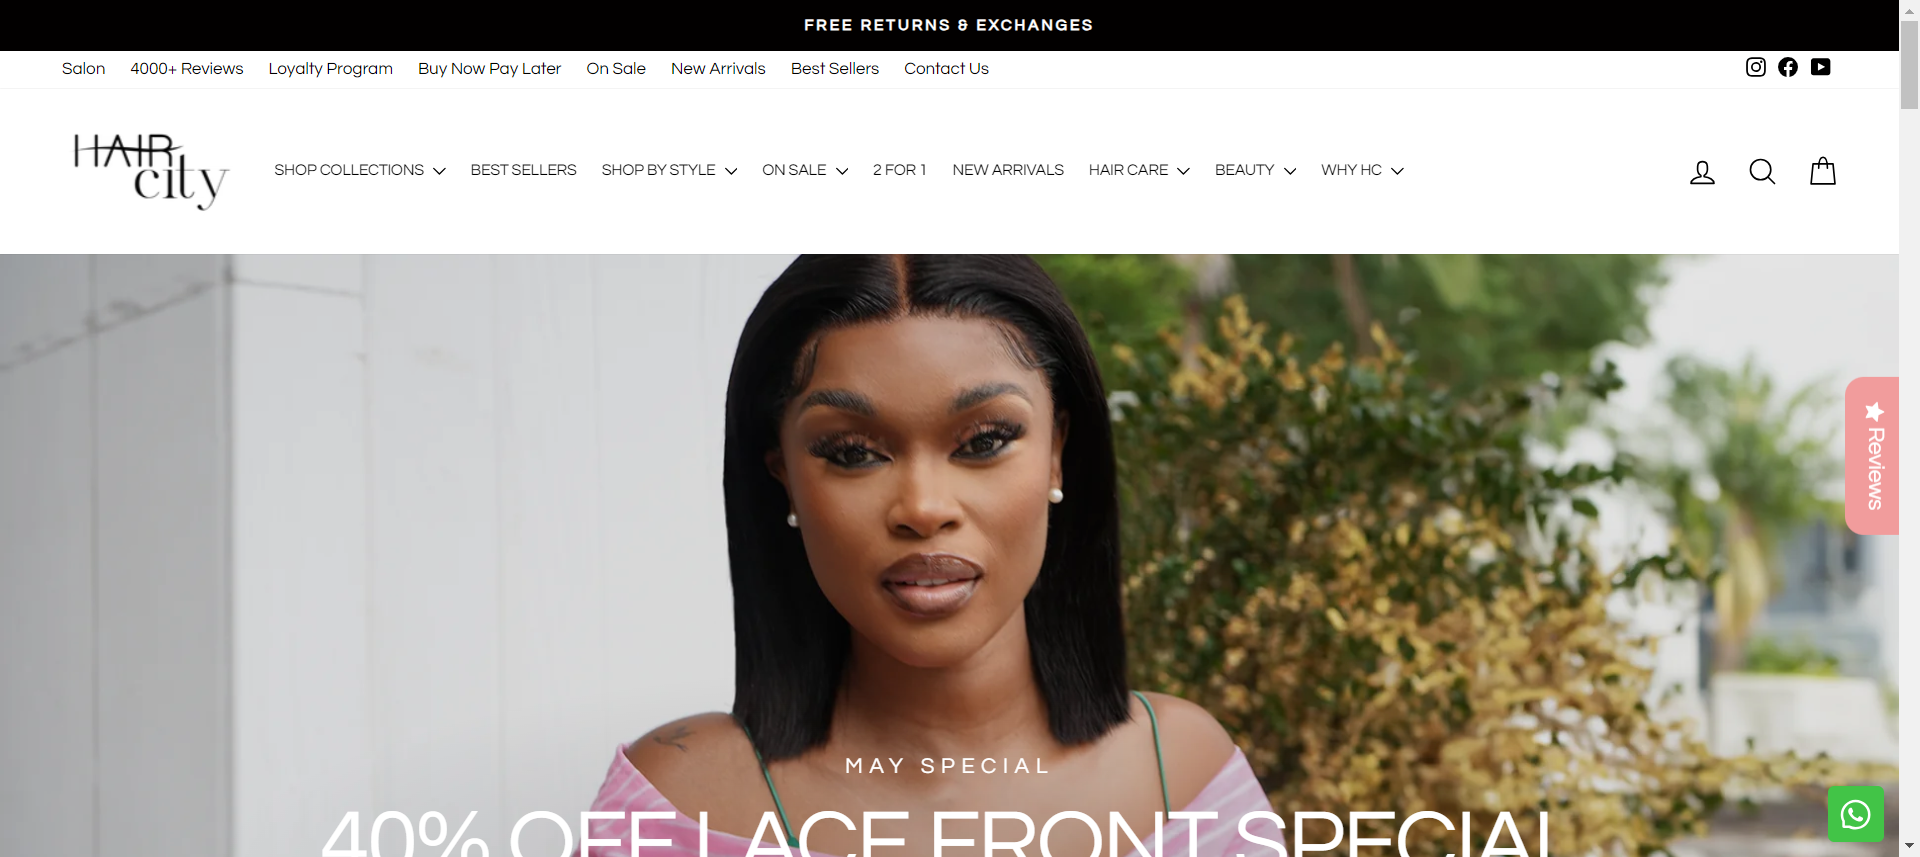 FREE RETURNS & EXCHANGES
Salon 4000+ Reviews Loyalty Program Buy Now Pay Later On Sale New Arrivals Best Sellers Contact Us
HAIR
city
SHOP COLLECTIONS BEST SELLERS SHOP BY STYLE ON SALE 2 FOR 1 NEW ARRIVALS HAIR CARE BEAUTY WHY HC
Reviews
MAY SPECIAL
40% OFF LACE FRONT SPECIAL